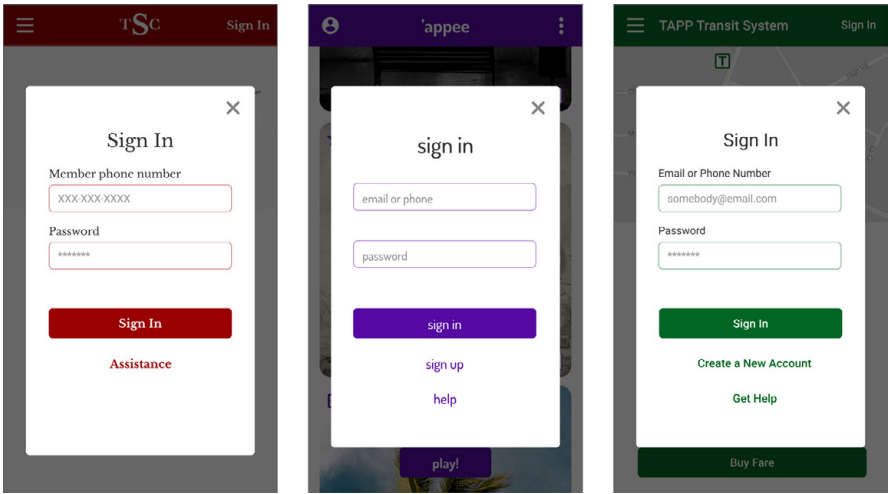 TSC
Sign In
Sign In
Member phone number
XXX-XXX-XXXX
Password
*******
Sign In
Assistance
'appee
sign in
email or phone
password
sign in
sign up
help
play!
TAPP Transit System
Sign In
T
Sign In
Email or Phone Number
somebody@email.com
Password
*******
Sign In
Create a New Account
Get Help
Buy Fare